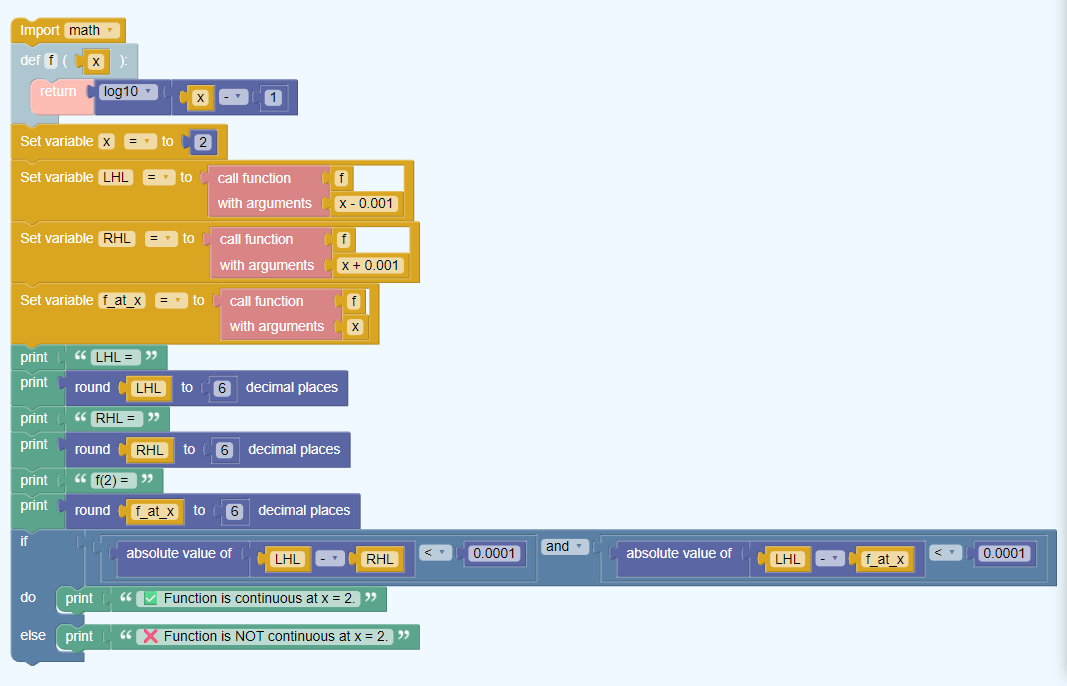 Import math
def f ( x ):
return log10 x - 1
Set variable x = to 2
Set variable LHL = to call function f
with arguments x - 0.001
Set variable RHL = to call function f
with arguments x + 0.001
Set variable f_at_x = to call function f
with arguments x
print “ LHL = ”
print round LHL to 6 decimal places
print “ RHL = ”
print round RHL to 6 decimal places
print “ f(2) = ”
print round f_at_x to 6 decimal places
if absolute value of LHL - RHL < 0.0001 and absolute value of LHL - f_at_x < 0.0001
do print “ ✅ Function is continuous at x = 2. ”
else print “ ❌ Function is NOT continuous at x = 2. ”